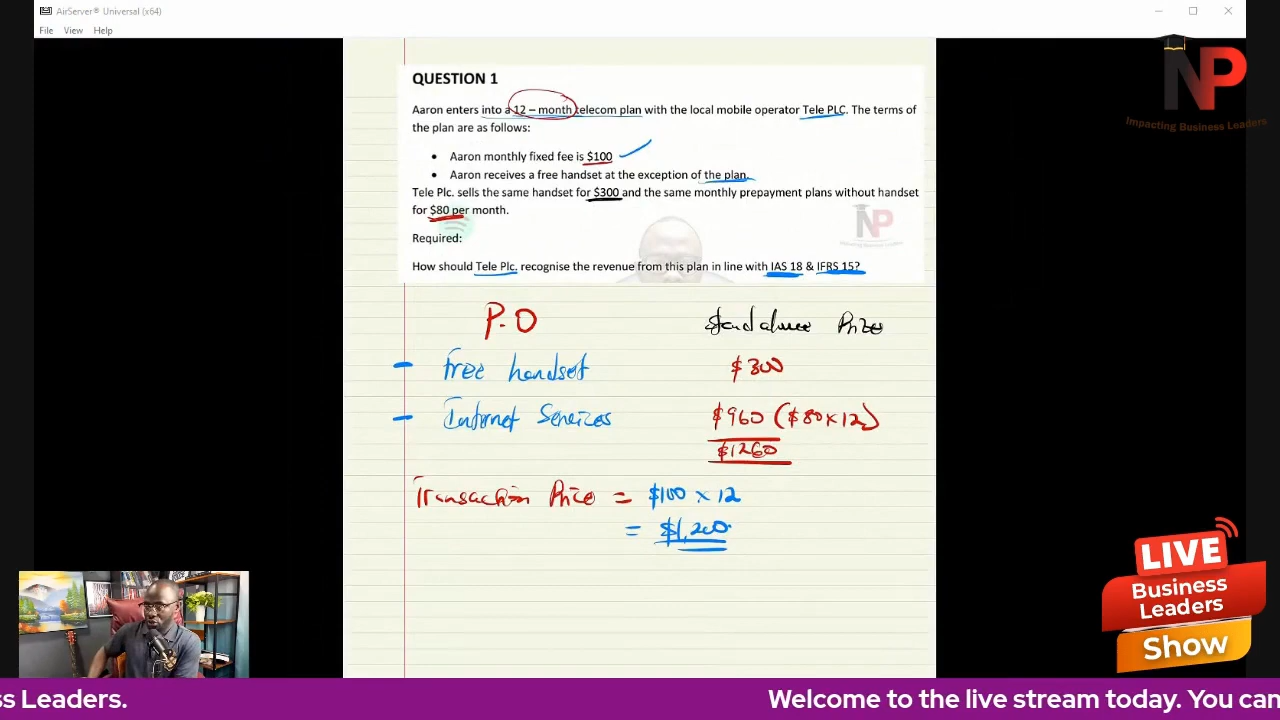 AirServer® Universal (x64)
File View Help
NP
Impacting Business Leaders
QUESTION 1
Aaron enters into a 12 – month telecom plan with the local mobile operator Tele PLC. The terms of
the plan are as follows:
• Aaron monthly fixed fee is $100
• Aaron receives a free handset at the exception of the plan.
Tele Plc. sells the same handset for $300 and the same monthly prepayment plans without handset
for $80 per month.
NP
Impacting Business Leaders
Required:
How should Tele Plc. recognise the revenue from this plan in line with IAS 18 & IFRS 15?
P.O Standalone Price
- Free handset $300
- Internet Services $960 ($80 x 12)
$1260
Transaction Price = $100 x 12
= $1,200
LIVE
Business
Leaders
Show
ss Leaders. Welcome to the live stream today. You can